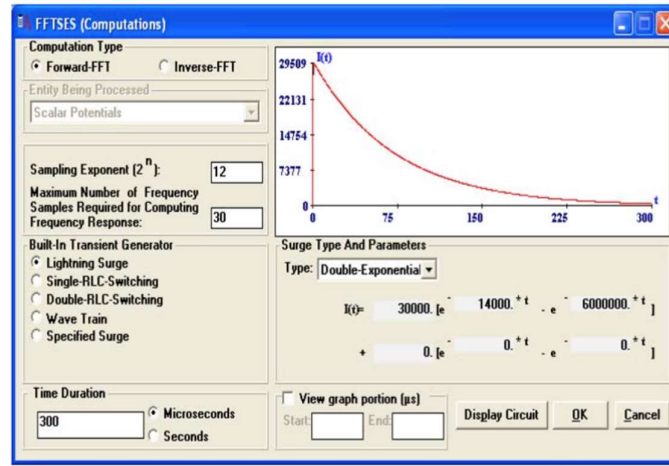 FFTSES (Computations)
Computation Type
Forward-FFT Inverse-FFT
Entity Being Processed
Scalar Potentials
Sampling Exponent (2^n): 12
Maximum Number of Frequency
Samples Required for Computing
Frequency Response: 30
I(t)
29509
22131
14754
7377
0
0 75 150 225 300
t
Built-In Transient Generator
Lightning Surge
Single-RLC-Switching
Double-RLC-Switching
Wave Train
Specified Surge
Surge Type And Parameters
Type: Double-Exponential
I(t)= 30000. [e - 14000. * t - e - 6000000. * t ]
+ 0. [e - 0. * t - e - 0. * t ]
Time Duration
300
Microseconds
Seconds
View graph portion (µs)
Start: End:
Display Circuit OK Cancel